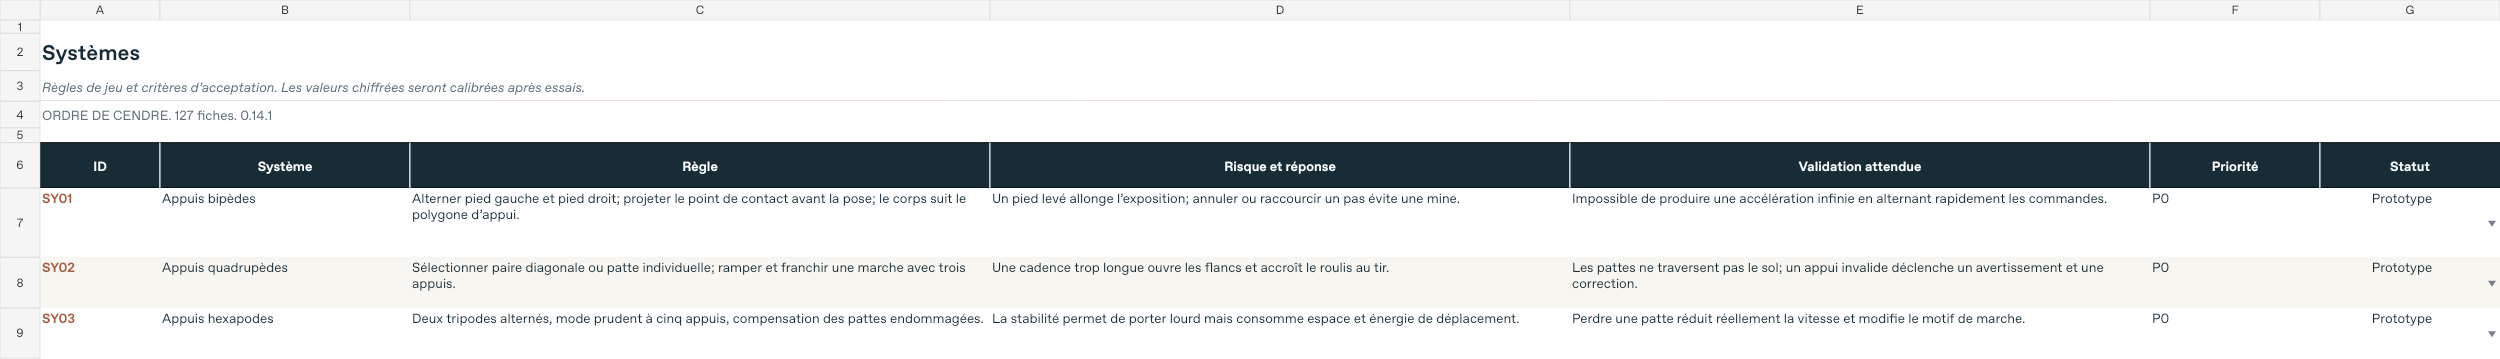 A B C D E F G
1
2 Systèmes
3 Règles de jeu et critères d’acceptation. Les valeurs chiffrées seront calibrées après essais.
4 ORDRE DE CENDRE. 127 fiches. 0.14.1
5
6 ID Système Règle Risque et réponse Validation attendue Priorité Statut
7 SY01 Appuis bipèdes Alterner pied gauche et pied droit; projeter le point de contact avant la pose; le corps suit le
polygone d’appui. Un pied levé allonge l’exposition; annuler ou raccourcir un pas évite une mine. Impossible de produire une accélération infinie en alternant rapidement les commandes. P0 Prototype
8 SY02 Appuis quadrupèdes Sélectionner paire diagonale ou patte individuelle; ramper et franchir une marche avec trois
appuis. Une cadence trop longue ouvre les flancs et accroît le roulis au tir. Les pattes ne traversent pas le sol; un appui invalide déclenche un avertissement et une
correction. P0 Prototype
9 SY03 Appuis hexapodes Deux tripodes alternés, mode prudent à cinq appuis, compensation des pattes endommagées. La stabilité permet de porter lourd mais consomme espace et énergie de déplacement. Perdre une patte réduit réellement la vitesse et modifie le motif de marche. P0 Prototype